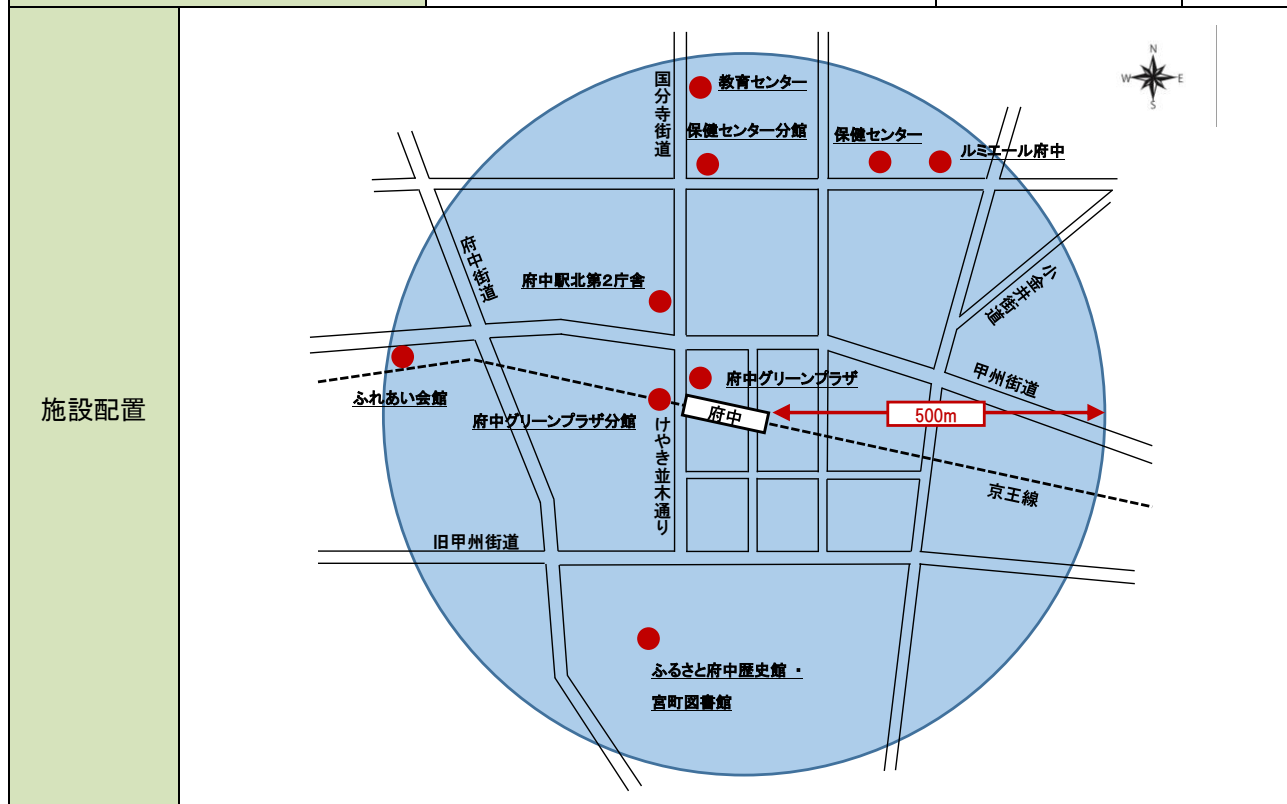 施設配置
N
W
E
S
国分寺街道
教育センター
保健センター分館
保健センター
ルミエール府中
府中街道
府中駅北第2庁舎
小金井街道
ふれあい会館
府中グリーンプラザ
甲州街道
府中グリーンプラザ分館
府中
500m
けやき並木通り
京王線
旧甲州街道
ふるさと府中歴史館 ・
宮町図書館